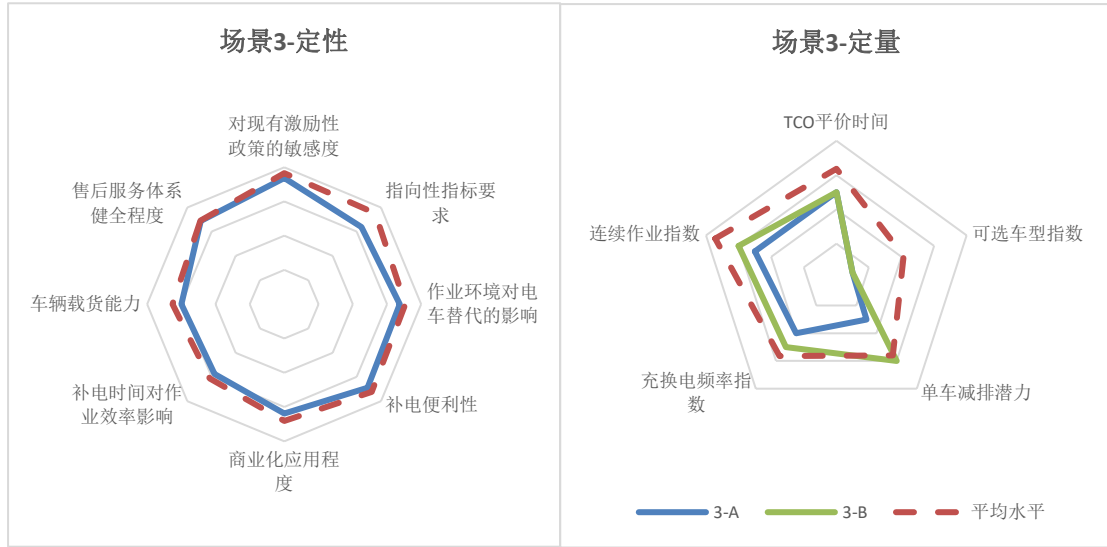 场景3-定性
对现有激励性
政策的敏感度
指向性指标要
求
作业环境对电
车替代的影响
补电便利性
商业化应用程
度
补电时间对作
业效率影响
车辆载货能力
售后服务体系
健全程度
场景3-定量
TCO平价时间
可选车型指数
单车减排潜力
充换电频率指
数
连续作业指数
3-A
3-B
平均水平